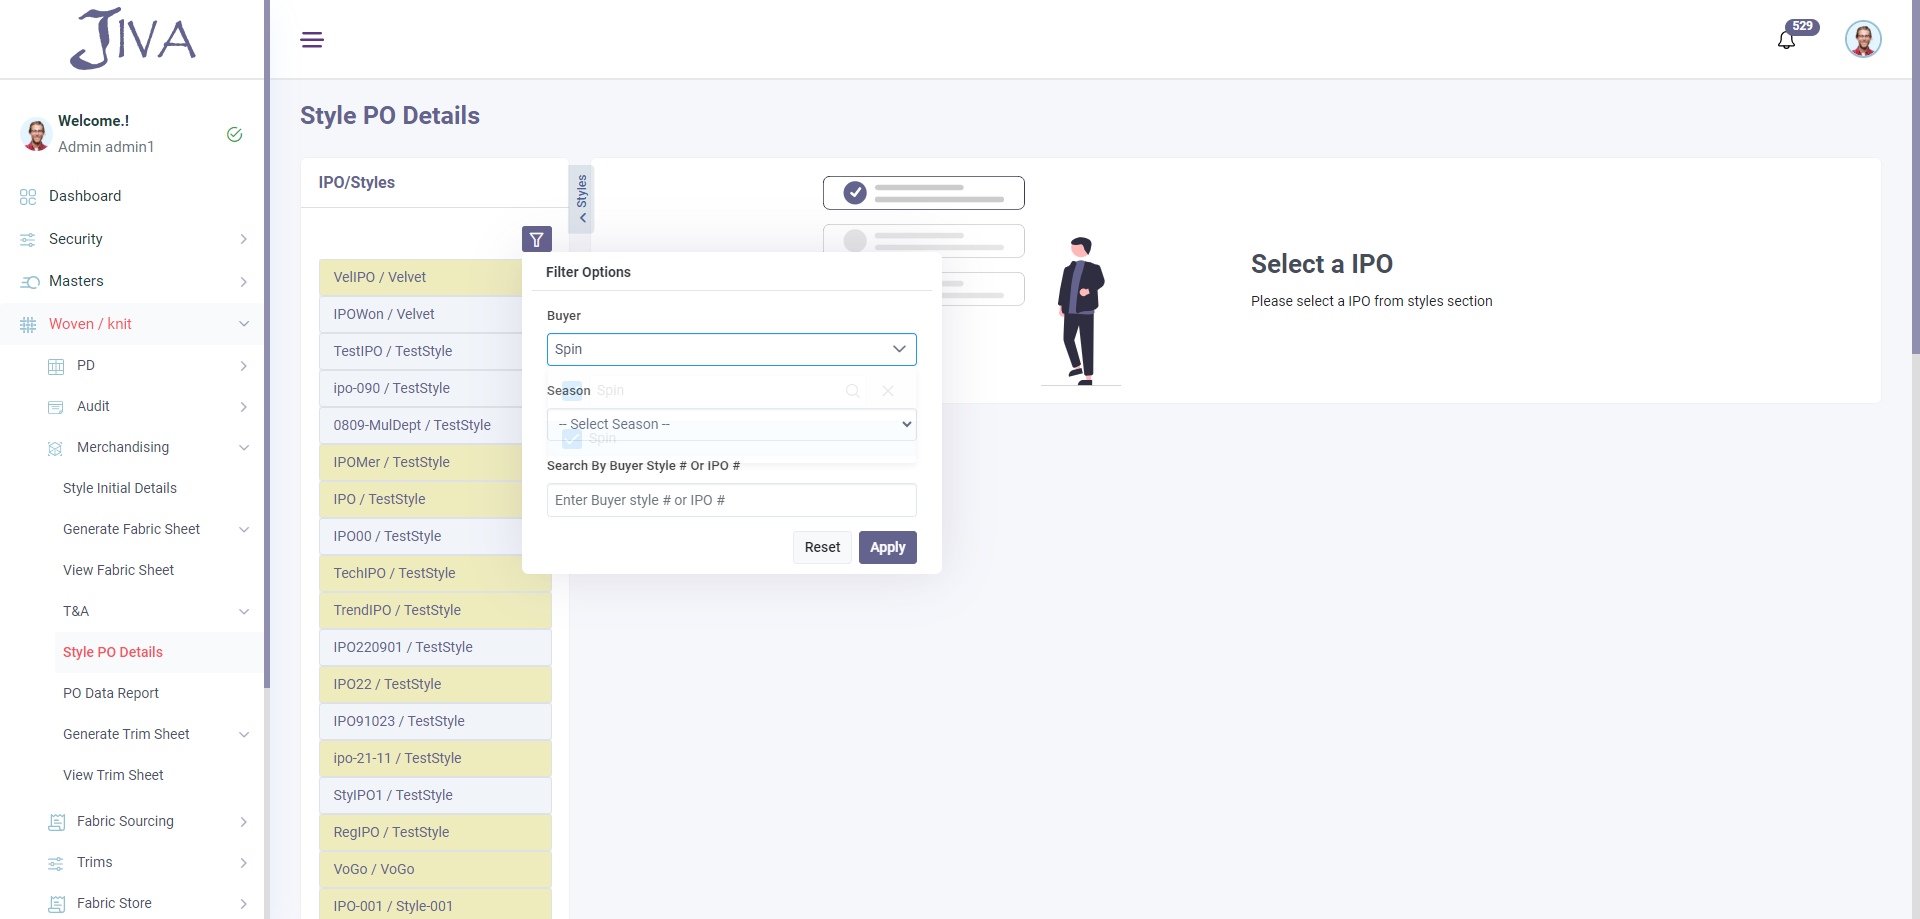 JIVA
529
Welcome.!
Admin admin1
Dashboard
Security
Masters
Woven / knit
PD
Audit
Merchandising
Style Initial Details
Generate Fabric Sheet
View Fabric Sheet
T&A
Style PO Details
PO Data Report
Generate Trim Sheet
View Trim Sheet
Fabric Sourcing
Trims
Fabric Store
Style PO Details
IPO/Styles
Styles
VelIPO / Velvet
IPOWon / Velvet
TestIPO / TestStyle
ipo-090 / TestStyle
0809-MulDept / TestStyle
IPOMer / TestStyle
IPO / TestStyle
IPO00 / TestStyle
TechIPO / TestStyle
TrendIPO / TestStyle
IPO220901 / TestStyle
IPO22 / TestStyle
IPO91023 / TestStyle
ipo-21-11 / TestStyle
StyIPO1 / TestStyle
RegIPO / TestStyle
VoGo / VoGo
IPO-001 / Style-001
Filter Options
Buyer
Spin
Season
Spin
-- Select Season --
Spin
Search By Buyer Style # Or IPO #
Enter Buyer style # or IPO #
Reset
Apply
Select a IPO
Please select a IPO from styles section